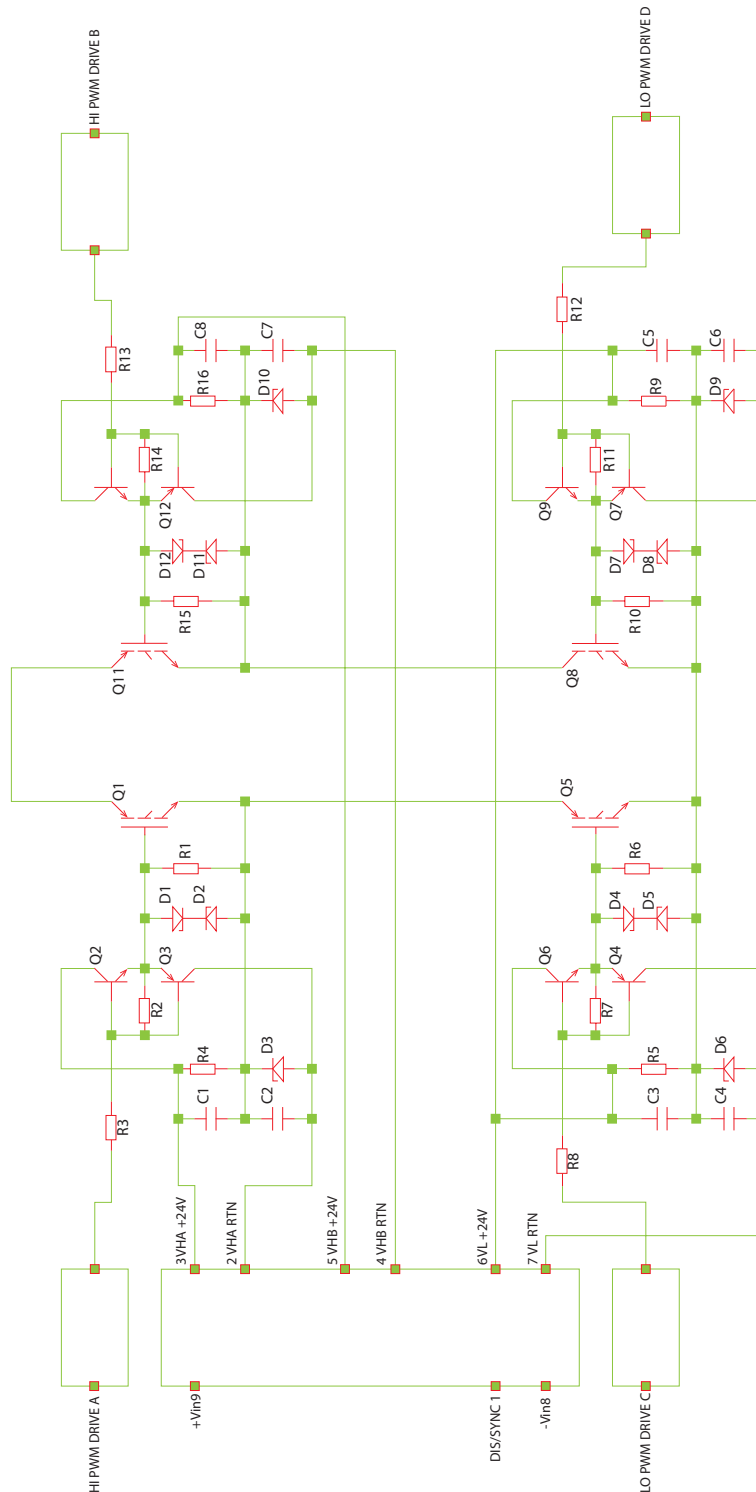 HI PWM DRIVE B
LO PWM DRIVE D
R13
C8
C7
R16
D10
R14
Q12
D12
D11
R15
Q11
R12
C5
C6
R9
D9
Q9
R11
Q7
D7
D8
R10
Q8
Q1
R1
D1
D2
Q2
Q3
R2
R4
D3
C1
C2
R3
Q5
R6
D4
D5
Q6
Q4
R7
R5
D6
C3
C4
R8
3VHA +24V
2 VHA RTN
5 VHB +24V
4 VHB RTN
6VL +24V
7 VL RTN
+Vin9
DIS/SYNC 1
-Vin8
HI PWM DRIVE A
LO PWM DRIVE C